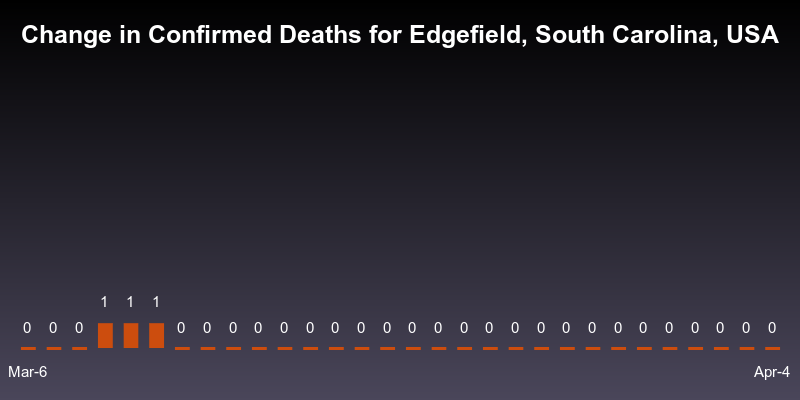 Change in Confirmed Deaths for Edgefield, South Carolina, USA
1 1 1
0 0 0 0 0 0 0 0 0 0 0 0 0 0 0 0 0 0 0 0 0 0 0 0 0 0 0
Mar-6 Apr-4